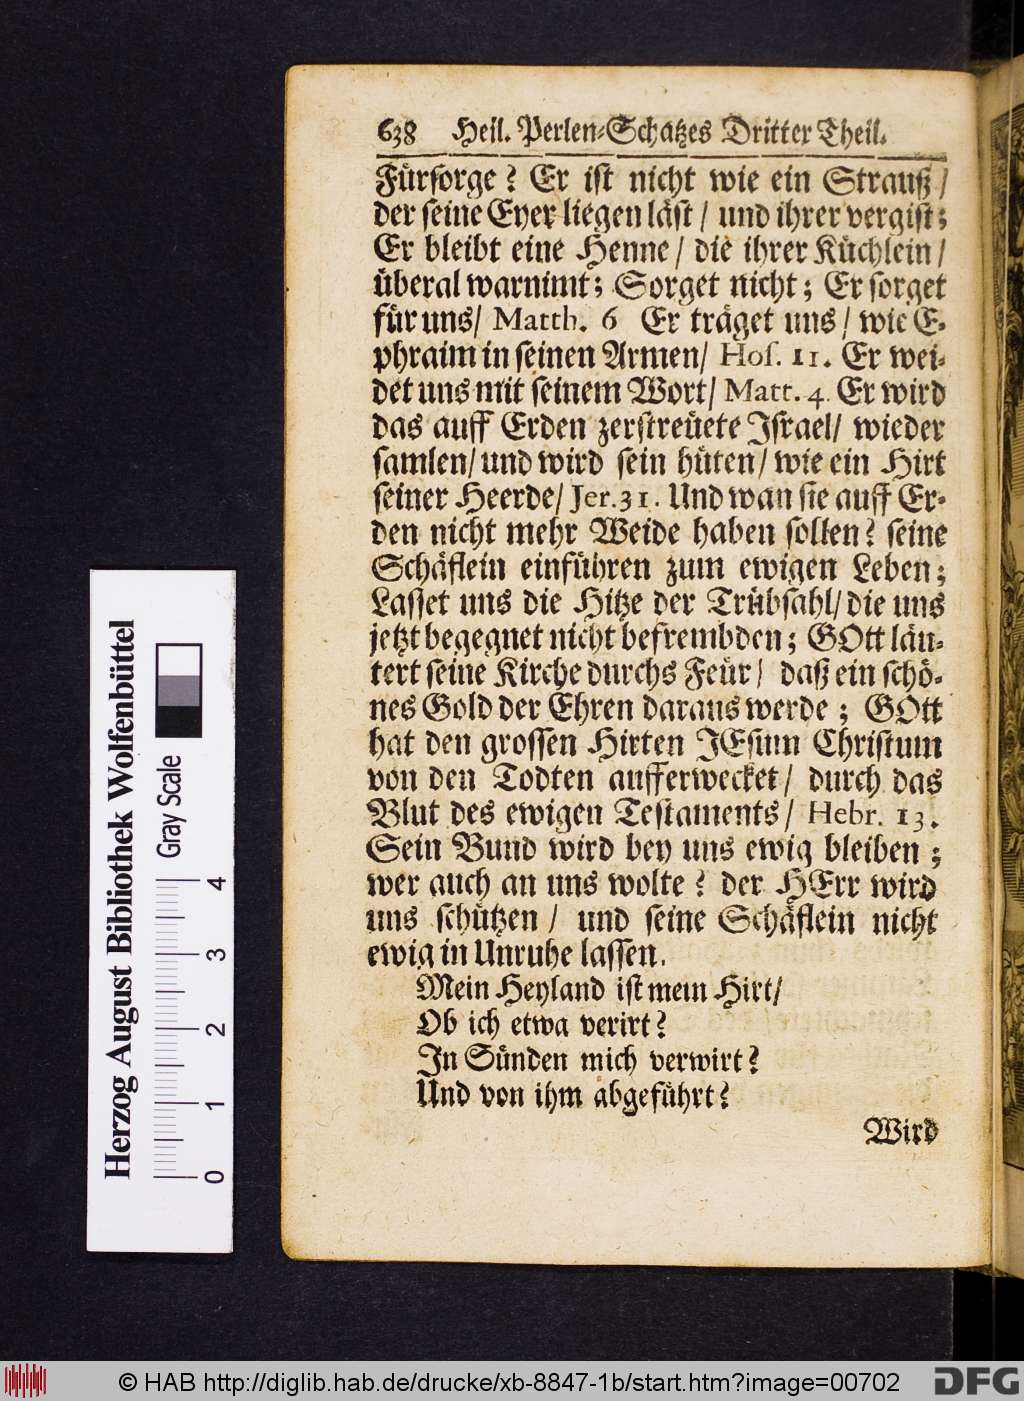 638 Heil. Perlen-Schatzes Dritter Theil.
Fürsorge? Er ist nicht wie ein Strauß/
der seine Eyer liegen läst/ und ihrer vergist;
Er bleibt eine Henne/ die ihrer Küchlein/
überal warnimt; Sorget nicht; Er sorget
für uns/ Matth. 6 Er träget uns/ wie E-
phraim in seinen Armen/ Hos. 11. Er wei-
det uns mit seinem Wort/ Matt. 4. Er wird
das auff Erden zerstreüete Israel/ wieder
samlen/ und wird sein hüten/ wie ein Hirt
seiner Heerde/ Jer. 31. Und wan sie auff Er-
den nicht mehr Weide haben solten? seine
Schäflein einführen zum ewigen Leben;
Lasset uns die Hitze der Trübsahl/ die uns
jetzt begegnet nicht befrembden; GOtt läu-
tert seine Kirche durchs Feür/ daß ein schö-
nes Gold der Ehren daraus werde; GOtt
hat den grossen Hirten JEsum Christum
von den Todten aufferwecket/ durch das
Blut des ewigen Testaments/ Hebr. 13.
Sein Bund wird bey uns ewig bleiben;
wer auch an uns wolte? der HErr wird
uns schützen/ und seine Schäflein nicht
ewig in Unruhe lassen.
Mein Heyland ist mein Hirt/
Ob ich etwa verirt?
In Sünden mich verwirt?
Und von ihm abgeführt?
Wird
Herzog August Bibliothek Wolfenbüttel
Gray Scale
0 1 2 3 4
© HAB http://diglib.hab.de/drucke/xb-8847-1b/start.htm?image=00702
DFG